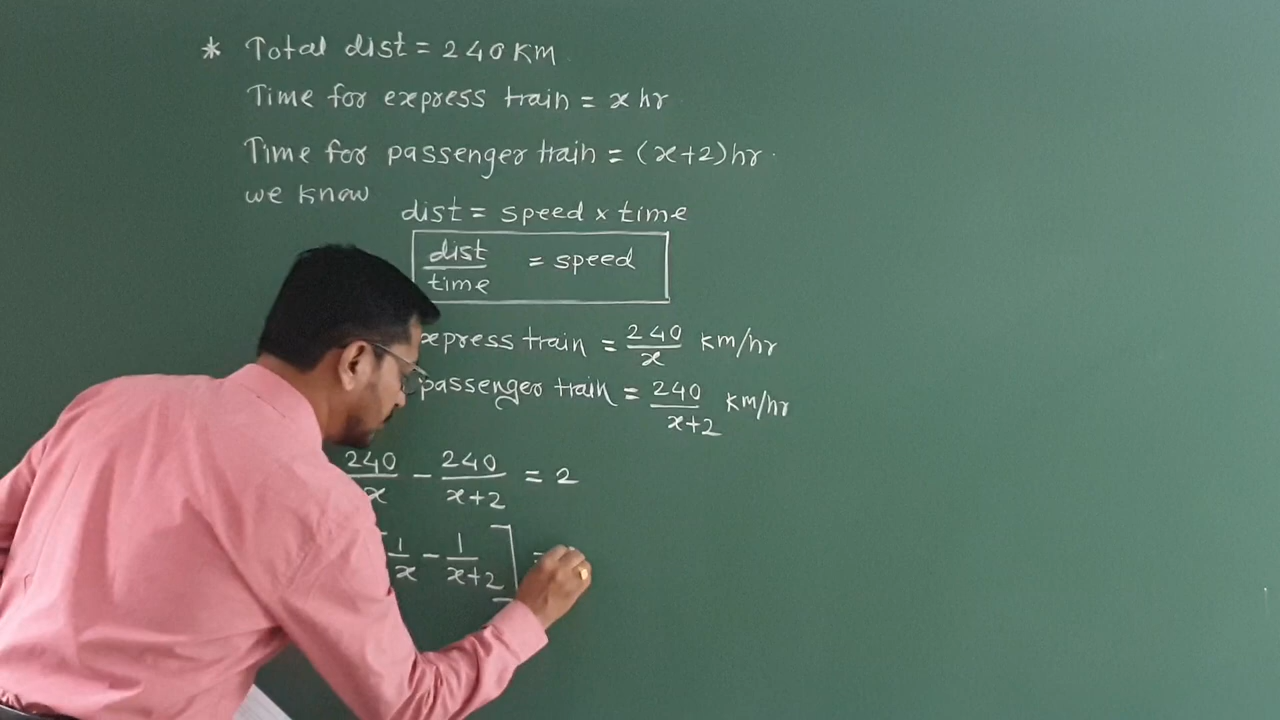 * Total dist = 240 Km
Time for express train = x hr
Time for passenger train = (x+2) hr.
we know
dist = speed × time
dist/time = speed
xpress train = 240/x Km/hr
passenger train = 240/x+2 Km/hr
240/x − 240/x+2 = 2
1/x − 1/x+2 ] =